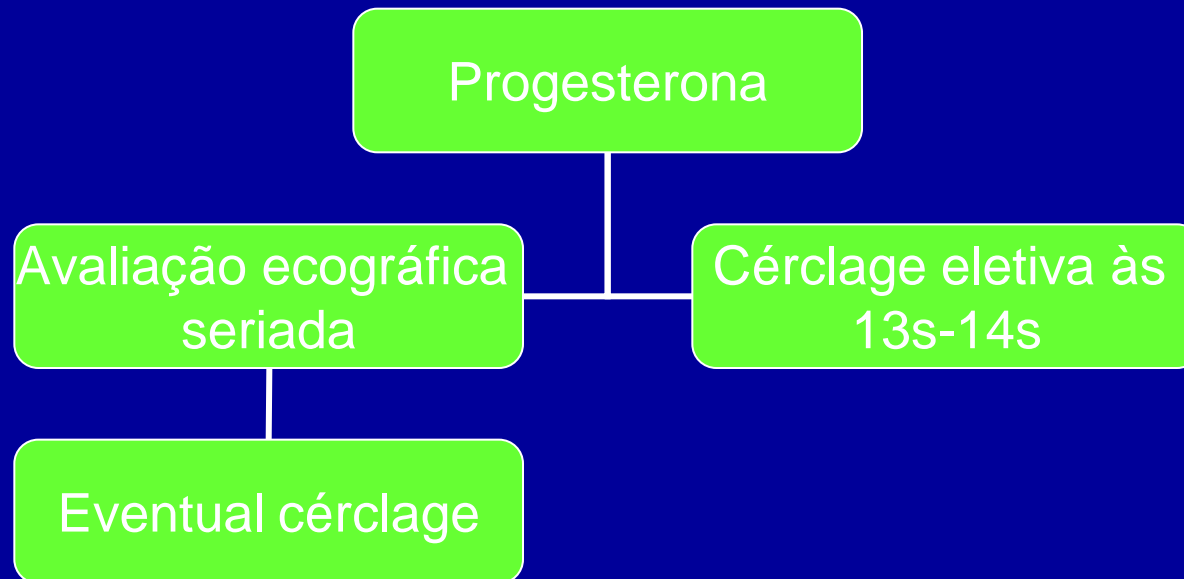 Progesterona
Avaliação ecográfica
seriada
Cérclage eletiva às
13s-14s
Eventual cérclage